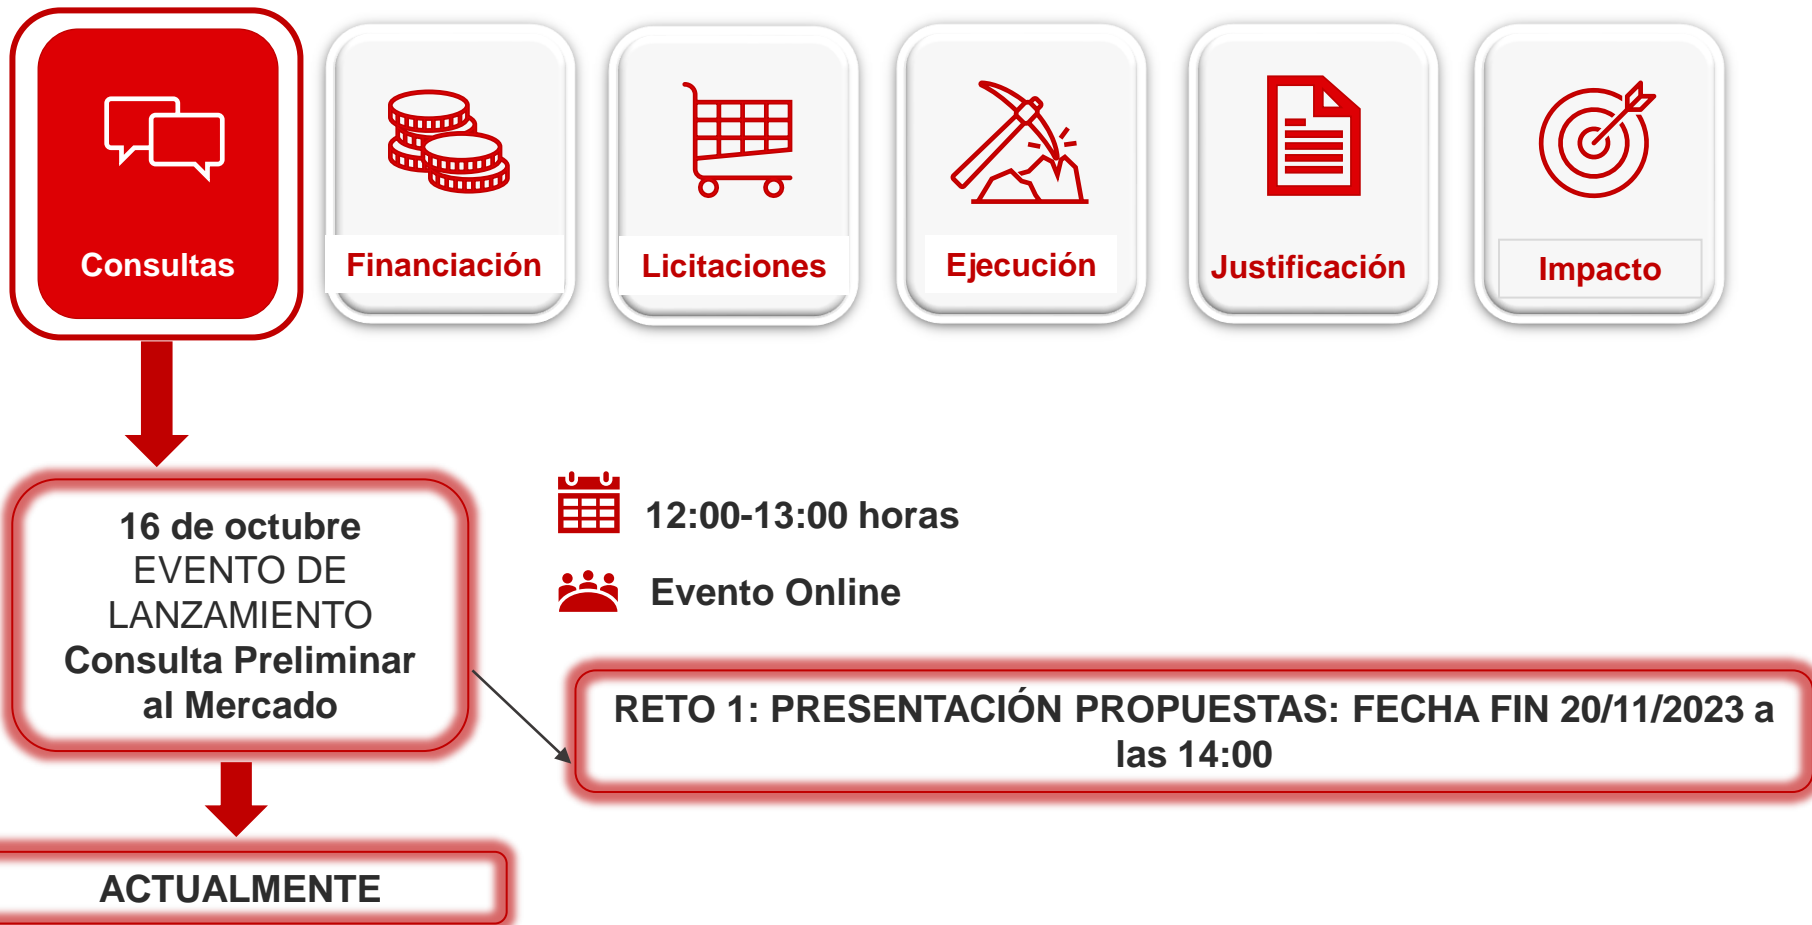 Consultas
Financiación
Licitaciones
Ejecución
Justificación
Impacto
16 de octubre
EVENTO DE
LANZAMIENTO
Consulta Preliminar
al Mercado
12:00-13:00 horas
Evento Online
RETO 1: PRESENTACIÓN PROPUESTAS: FECHA FIN 20/11/2023 a
las 14:00
ACTUALMENTE